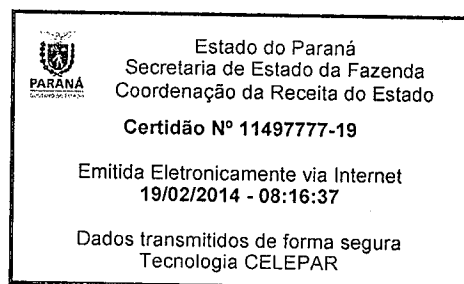 Estado do Paraná
Secretaria de Estado da Fazenda
PARANÁ
Coordenação da Receita do Estado
Certidão Nº 11497777-19
Emitida Eletronicamente via Internet
19/02/2014 - 08:16:37
Dados transmitidos de forma segura
Tecnologia CELEPAR